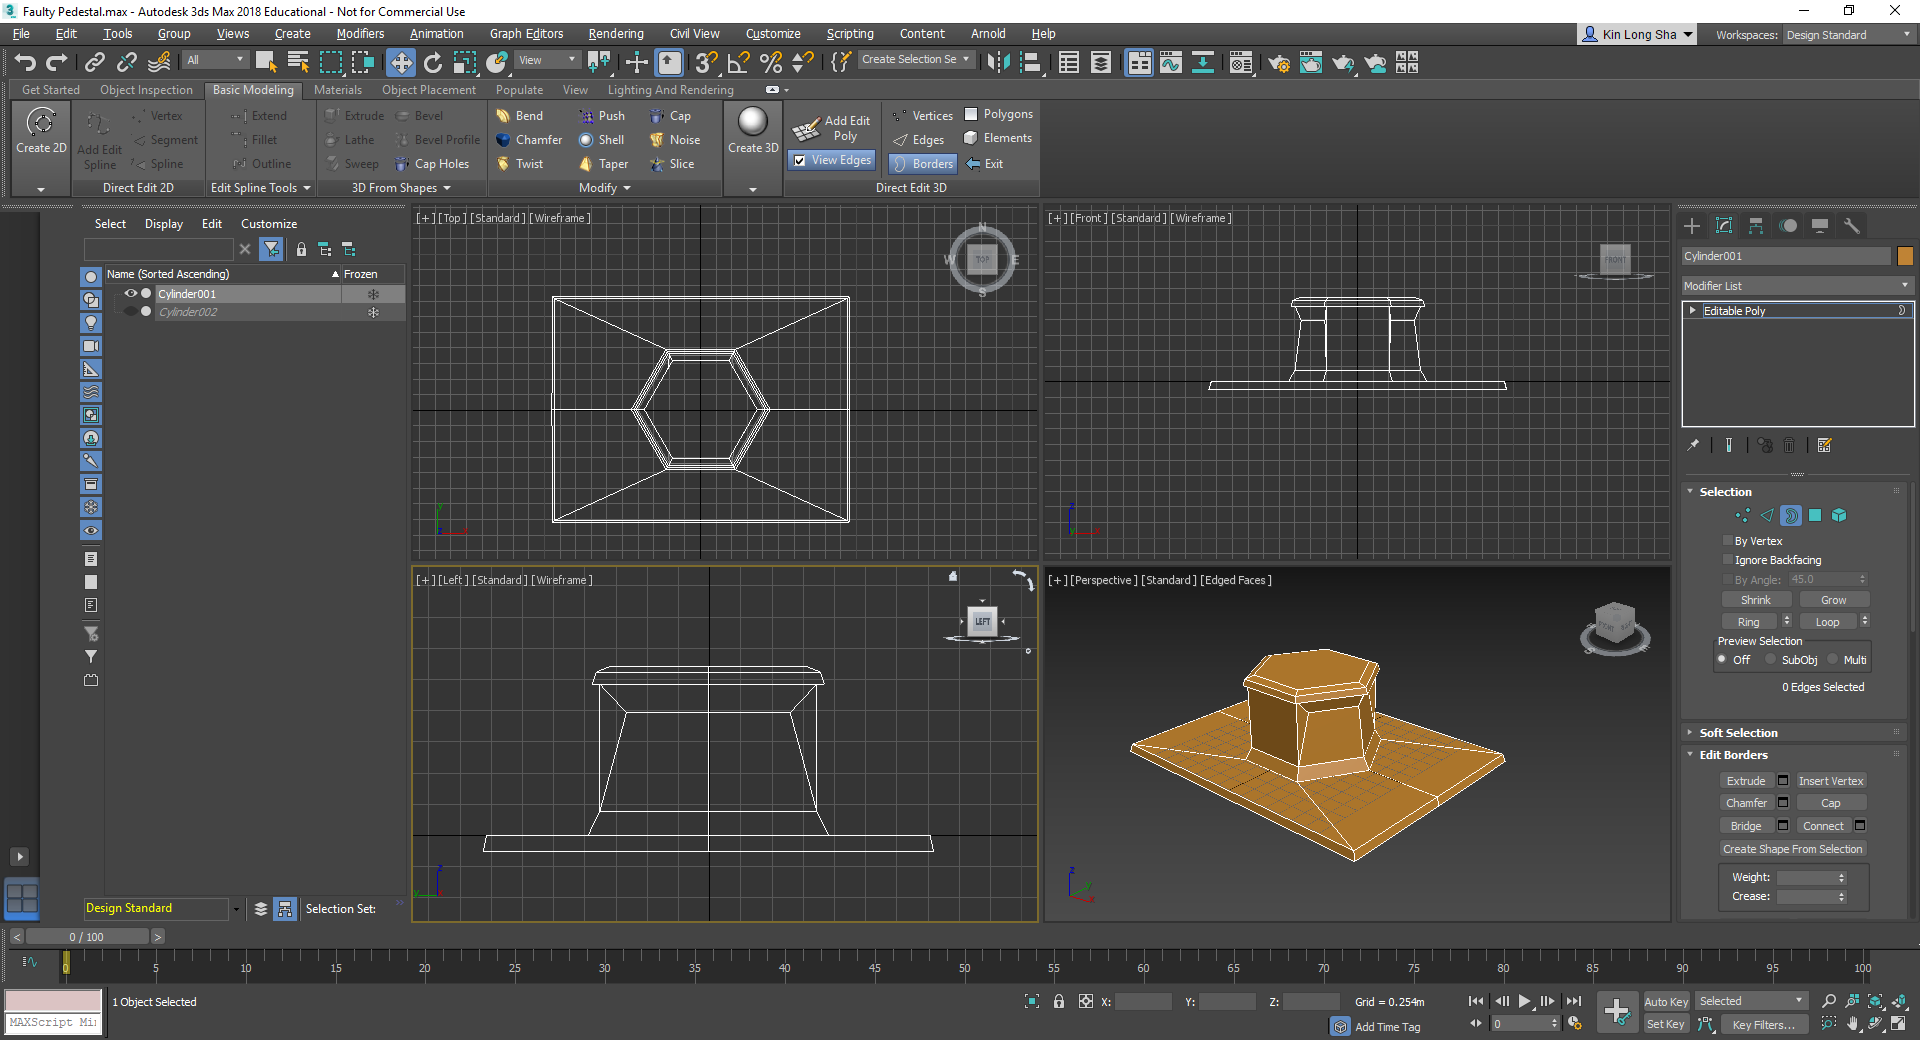 Faulty Pedestal.max - Autodesk 3ds Max 2018 Educational - Not for Commercial Use
File Edit Tools Group Views Create Modifiers Animation Graph Editors Rendering Civil View Customize Scripting Content Arnold Help
Kin Long Sha Workspaces: Design Standard
All View Create Selection Se
Get Started Object Inspection Basic Modeling Materials Object Placement Populate View Lighting And Rendering
Create 2D
Add Edit Spline
Vertex
Segment
Spline
Direct Edit 2D
Extend
Fillet
Outline
Edit Spline Tools
Extrude Bevel
Lathe Bevel Profile
Sweep Cap Holes
3D From Shapes
Bend Push Cap
Chamfer Shell Noise
Twist Taper Slice
Modify
Create 3D
Add Edit Poly
View Edges
Vertices Polygons
Edges Elements
Borders Exit
Direct Edit 3D
Select Display Edit Customize
Name (Sorted Ascending) Frozen
Cylinder001
Cylinder002
Design Standard Selection Set:
[+] [Top] [Standard] [Wireframe]
N
W TOP E
S
y
z x
[+] [Front] [Standard] [Wireframe]
FRONT
z
y x
[+] [Left] [Standard] [Wireframe]
LEFT
z
y
[+] [Perspective] [Standard] [Edged Faces]
S E
z
y
x
Cylinder001
Modifier List
Editable Poly
Selection
By Vertex
Ignore Backfacing
By Angle: 45.0
Shrink Grow
Ring Loop
Preview Selection
Off SubObj Multi
0 Edges Selected
Soft Selection
Edit Borders
Extrude Insert Vertex
Chamfer Cap
Bridge Connect
Create Shape From Selection
Weight:
Crease:
< 0 / 100 >
0 5 10 15 20 25 30 35 40 45 50 55 60 65 70 75 80 85 90 95 100
1 Object Selected
MAXScript Mi
X: Y: Z: Grid = 0.254m
Add Time Tag
0
Auto Key Selected
Set Key Key Filters...